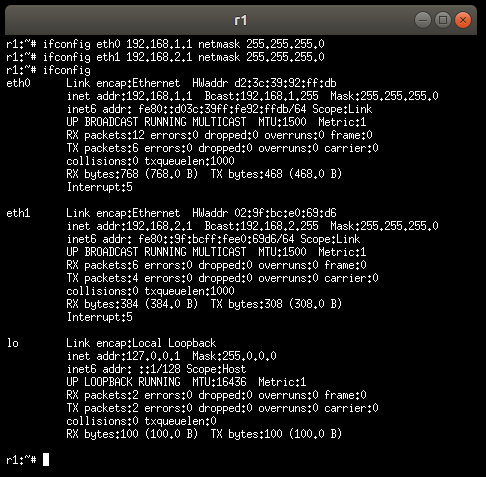 r1
r1:~# ifconfig eth0 192.168.1.1 netmask 255.255.255.0
r1:~# ifconfig eth1 192.168.2.1 netmask 255.255.255.0
r1:~# ifconfig
eth0 Link encap:Ethernet HWaddr d2:3c:39:92:ff:db
inet addr:192.168.1.1 Bcast:192.168.1.255 Mask:255.255.255.0
inet6 addr: fe80::d03c:39ff:fe92:ffdb/64 Scope:Link
UP BROADCAST RUNNING MULTICAST MTU:1500 Metric:1
RX packets:12 errors:0 dropped:0 overruns:0 frame:0
TX packets:6 errors:0 dropped:0 overruns:0 carrier:0
collisions:0 txqueuelen:1000
RX bytes:768 (768.0 B) TX bytes:468 (468.0 B)
Interrupt:5
eth1 Link encap:Ethernet HWaddr 02:9f:bc:e0:69:d6
inet addr:192.168.2.1 Bcast:192.168.2.255 Mask:255.255.255.0
inet6 addr: fe80::9f:bcff:fee0:69d6/64 Scope:Link
UP BROADCAST RUNNING MULTICAST MTU:1500 Metric:1
RX packets:6 errors:0 dropped:0 overruns:0 frame:0
TX packets:4 errors:0 dropped:0 overruns:0 carrier:0
collisions:0 txqueuelen:1000
RX bytes:384 (384.0 B) TX bytes:308 (308.0 B)
Interrupt:5
lo Link encap:Local Loopback
inet addr:127.0.0.1 Mask:255.0.0.0
inet6 addr: ::1/128 Scope:Host
UP LOOPBACK RUNNING MTU:16436 Metric:1
RX packets:2 errors:0 dropped:0 overruns:0 frame:0
TX packets:2 errors:0 dropped:0 overruns:0 carrier:0
collisions:0 txqueuelen:0
RX bytes:100 (100.0 B) TX bytes:100 (100.0 B)
r1:~#